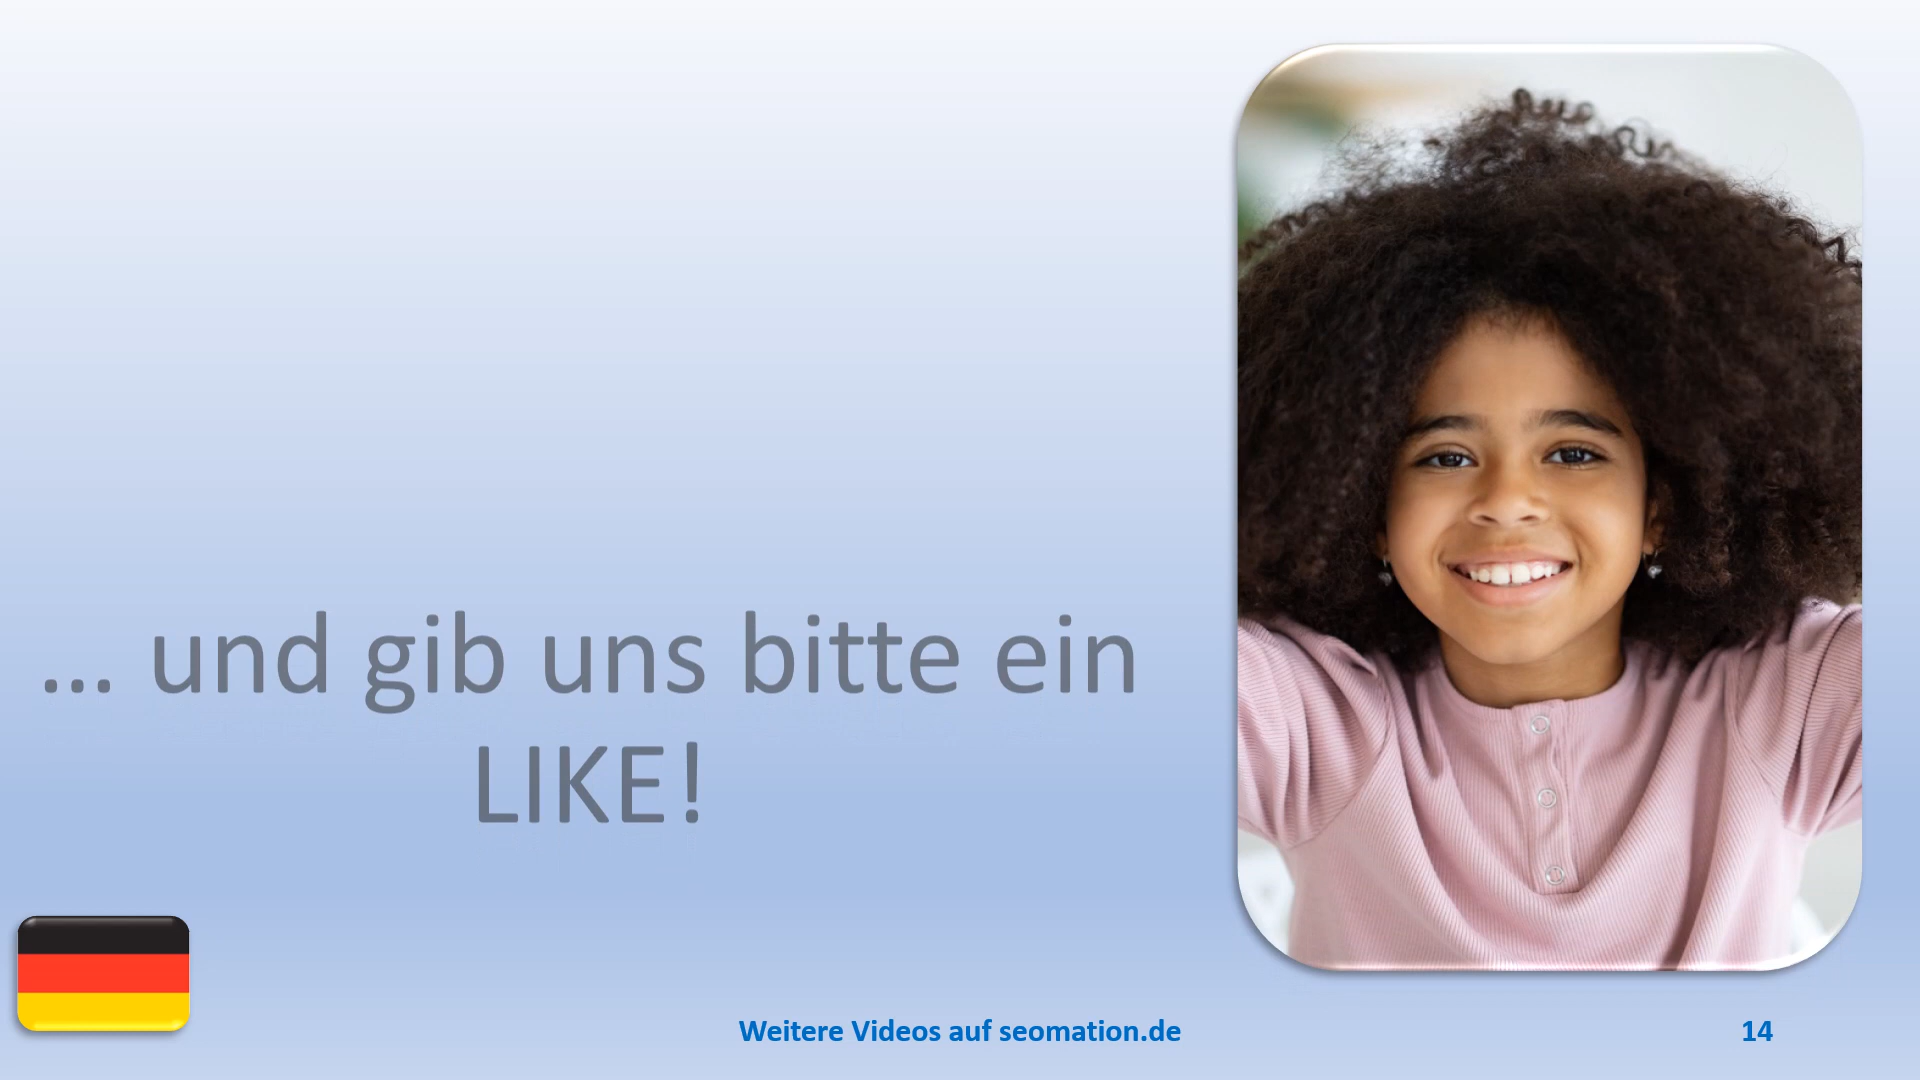 … und gib uns bitte ein
LIKE!
Weitere Videos auf seomation.de
14